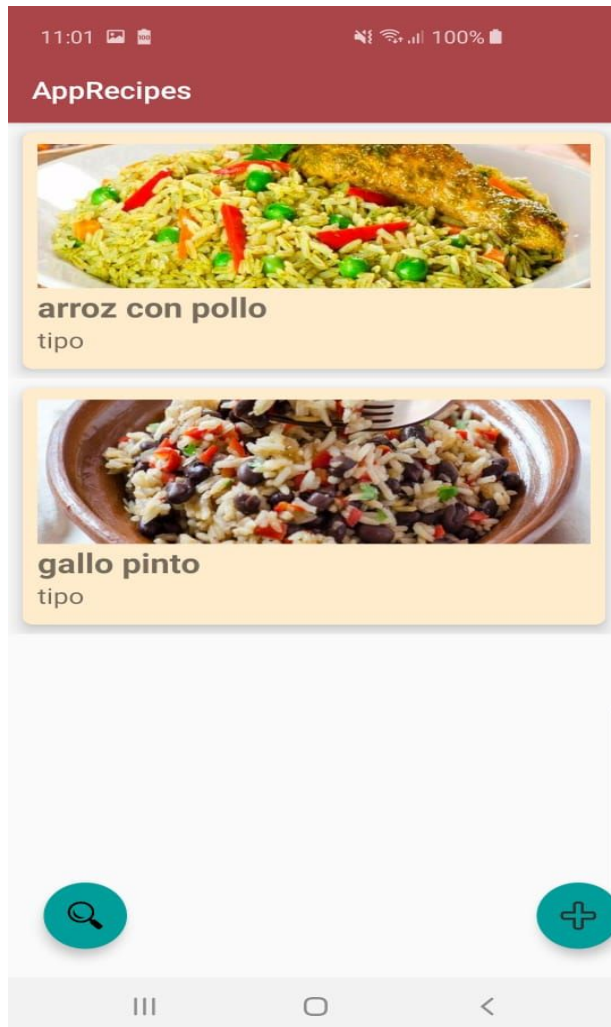 11:01 100%
AppRecipes
arroz con pollo
tipo
gallo pinto
tipo